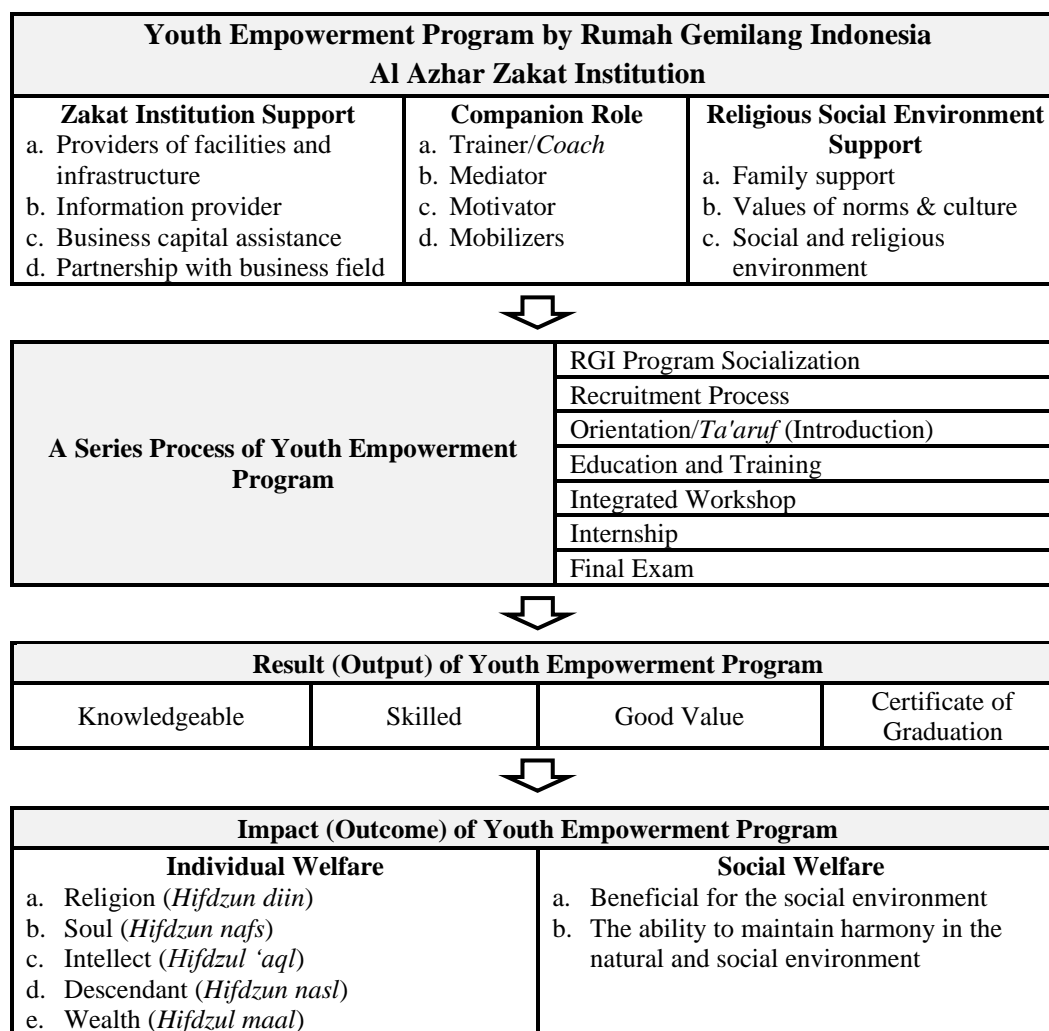 Youth Empowerment Program by Rumah Gemilang Indonesia
Al Azhar Zakat Institution
Zakat Institution Support
a. Providers of facilities and
infrastructure
b. Information provider
c. Business capital assistance
d. Partnership with business field
Companion Role
a. Trainer/Coach
b. Mediator
c. Motivator
d. Mobilizers
Religious Social Environment
Support
a. Family support
b. Values of norms & culture
c. Social and religious
environment
A Series Process of Youth Empowerment
Program
RGI Program Socialization
Recruitment Process
Orientation/Ta'aruf (Introduction)
Education and Training
Integrated Workshop
Internship
Final Exam
Result (Output) of Youth Empowerment Program
Knowledgeable
Skilled
Good Value
Certificate of
Graduation
Impact (Outcome) of Youth Empowerment Program
Individual Welfare
a. Religion (Hifdzun diin)
b. Soul (Hifdzun nafs)
c. Intellect (Hifdzul ‘aql)
d. Descendant (Hifdzun nasl)
e. Wealth (Hifdzul maal)
Social Welfare
a. Beneficial for the social environment
b. The ability to maintain harmony in the
natural and social environment